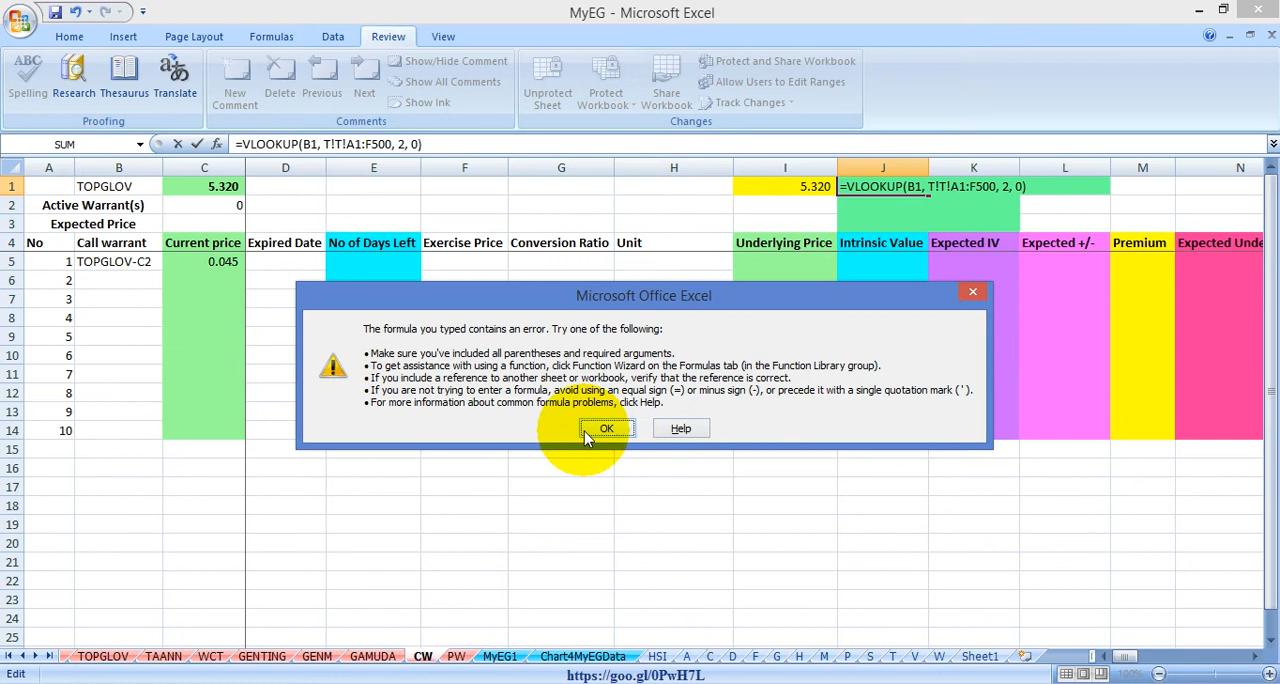 MyEG - Microsoft Excel
Home Insert Page Layout Formulas Data Review View
ABC
Spelling Research Thesaurus Translate
Proofing
New Comment Delete Previous Next
Show/Hide Comment
Show All Comments
Show Ink
Comments
Unprotect Sheet Protect Workbook Share Workbook
Protect and Share Workbook
Allow Users to Edit Ranges
Track Changes
Changes
SUM fx =VLOOKUP(B1, T!T!A1:F500, 2, 0)
A B C D E F G H I J K L M N
1 TOPGLOV 5.320 5.320 =VLOOKUP(B1, T!T!A1:F500, 2, 0)
2 Active Warrant(s) 0
3 Expected Price
4 No Call warrant Current price Expired Date No of Days Left Exercise Price Conversion Ratio Unit Underlying Price Intrinsic Value Expected IV Expected +/- Premium Expected Unde
5 1 TOPGLOV-C2 0.045
6 2
7 3
8 4
9 5
10 6
11 7
12 8
13 9
14 10
15
16
17
18
19
20
21
22
23
24
25
Microsoft Office Excel
The formula you typed contains an error. Try one of the following:
• Make sure you've included all parentheses and required arguments.
• To get assistance with using a function, click Function Wizard on the Formulas tab (in the Function Library group).
• If you include a reference to another sheet or workbook, verify that the reference is correct.
• If you are not trying to enter a formula, avoid using an equal sign (=) or minus sign (-), or precede it with a single quotation mark ( ' ).
• For more information about common formula problems, click Help.
OK Help
TOPGLOV TAANN WCT GENTING GENM GAMUDA CW PW MyEG1 Chart4MyEGData HSI A C D F G H M P S T V W Sheet1
Edit https://goo.gl/0PwH7L 100%